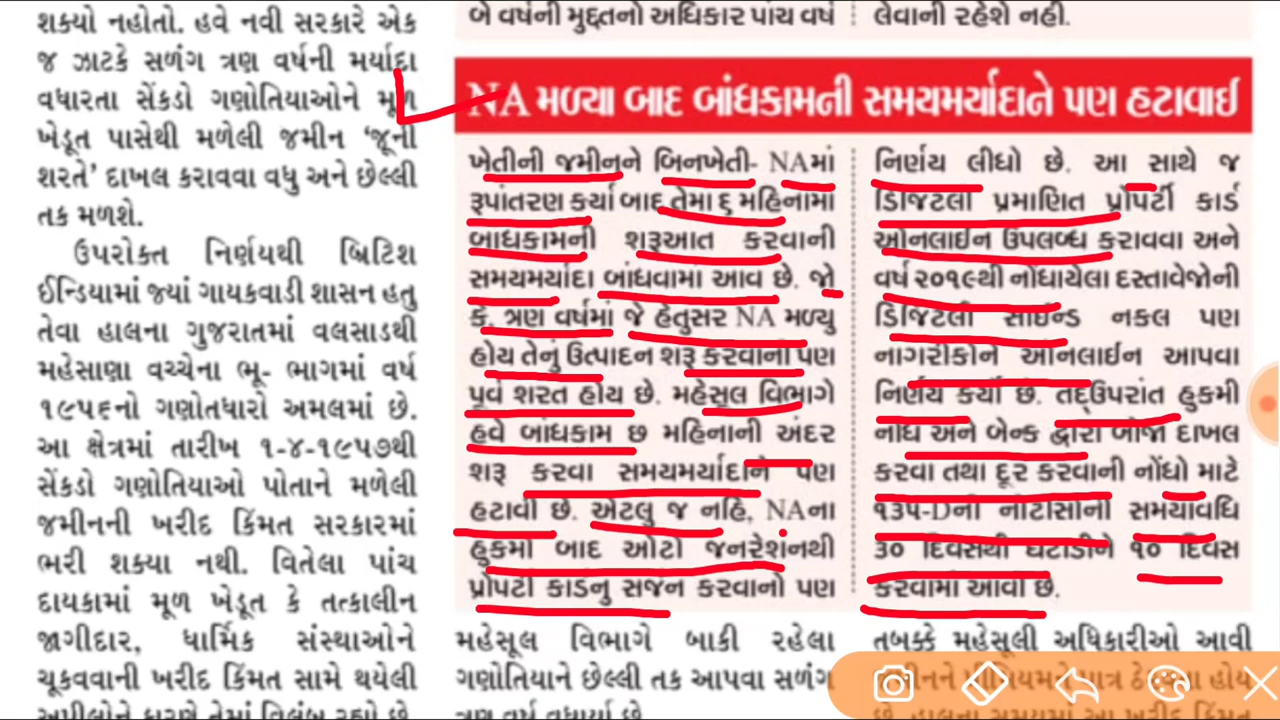 શક્યો નહોતો. હવે નવી સરકારે એક
જ ઝાટકે સળંગ ત્રણ વર્ષની મર્યાદા
વધારતા સેંકડો ગણોતિયાઓને મૂળ
ખેડૂત પાસેથી મળેલી જમીન ‘જૂની
શરતે’ દાખલ કરાવવા વધુ અને છેલ્લી
તક મળશે.
ઉપરોક્ત નિર્ણયથી બ્રિટિશ
ઈન્ડિયામાં જ્યાં ગાયકવાડી શાસન હતુ
તેવા હાલના ગુજરાતમાં વલસાડથી
મહેસાણા વચ્ચેના ભૂ- ભાગમાં વર્ષ
૧૯૫૬નો ગણોતધારો અમલમાં છે.
આ ક્ષેત્રમાં તારીખ ૧-૪-૧૯૫૭થી
સેંકડો ગણોતિયાઓ પોતાને મળેલી
જમીનની ખરીદ કિંમત સરકારમાં
ભરી શક્યા નથી. વિતેલા પાંચ
દાયકામાં મૂળ ખેડૂત કે તત્કાલીન
જાગીદાર, ધાર્મિક સંસ્થાઓને
ચૂકવવાની ખરીદ કિંમત સામે થયેલી
અપીલોને કારણે તેમાં વિલંબ રહ્યો છે.
બે વર્ષની મુદ્દતનો અધિકાર પાંચ વર્ષ
લેવાની રહેશે નહી.
NA મળ્યા બાદ બાંધકામની સમયમર્યાદાને પણ હટાવાઈ
ખેતીની જમીનને બિનખેતી- NAમાં
રૂપાંતરણ કર્યા બાદ તેમાં ૬ મહિનામાં
બાંધકામની શરૂઆત કરવાની
સમયમર્યાદા બાંધવામાં આવે છે. જો
કે, ત્રણ વર્ષમાં જે હેતુસર NA મળ્યુ
હોય તેનું ઉત્પાદન શરૂ કરવાની પણ
પૂર્વ શરત હોય છે. મહેસૂલ વિભાગે
હવે બાંધકામ છ મહિનાની અંદર
શરૂ કરવા સમયમર્યાદાને પણ
હટાવી છે. એટલુ જ નહિ, NAના
હુકમો બાદ ઓટો જનરેશનથી
પ્રોપર્ટી કાર્ડનુ સર્જન કરવાનો પણ
નિર્ણય લીધો છે. આ સાથે જ
ડિજિટલી પ્રમાણિત પ્રોપર્ટી કાર્ડ
ઓનલાઈન ઉપલબ્ધ કરાવવા અને
વર્ષ ૨૦૧૯થી નોંધાયેલા દસ્તાવેજોની
ડિજિટલી સાઈન્ડ નકલ પણ
નાગરીકોને ઓનલાઈન આપવા
નિર્ણય કર્યો છે. તદ્ઉપરાંત હુકમી
નોંધ અને બેન્ક દ્વારા બોજા દાખલ
કરવા તથા દૂર કરવાની નોંધો માટે
૧૩૫-Dની નોટીસોની સમયાવધિ
૩૦ દિવસથી ઘટાડીને ૧૦ દિવસ
કરવામાં આવી છે.
મહેસૂલ વિભાગે બાકી રહેલા
ગણોતિયાને છેલ્લી તક આપવા સળંગ
ત્રણ વર્ષ વધાર્યા છે.
તબક્કે મહેસૂલી અધિકારીઓ આવી